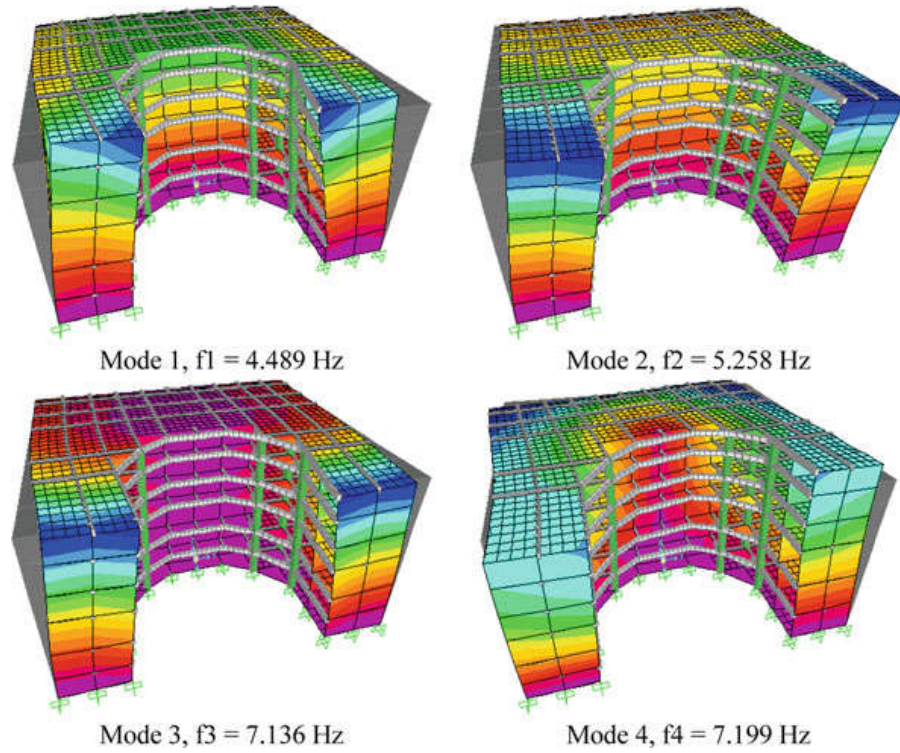 Mode 1, f1 = 4.489 Hz
Mode 2, f2 = 5.258 Hz
Mode 3, f3 = 7.136 Hz
Mode 4, f4 = 7.199 Hz